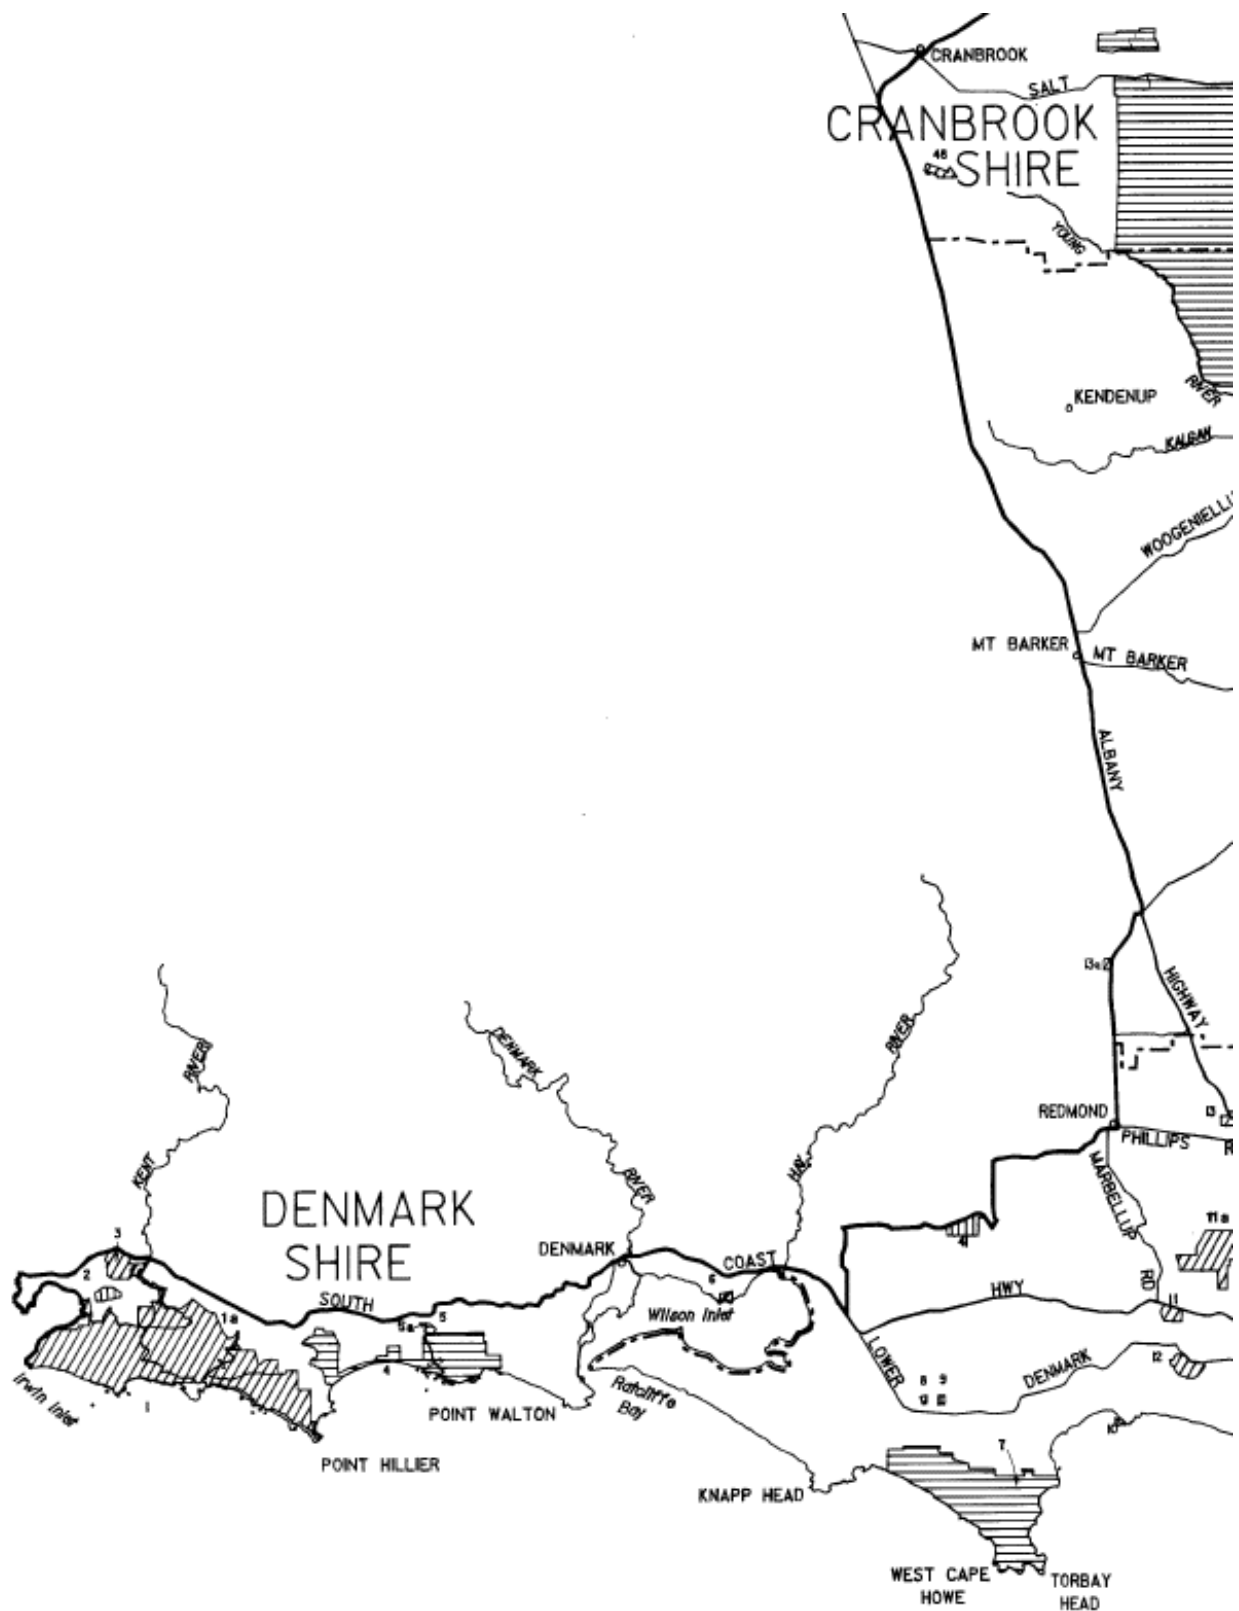 CRANBROOK
SALT
CRANBROOK
SHIRE
48
YOUNG
RIVER
KENDENUP
KALGAN
MT BARKER
MT BARKER
ALBANY
HIGHWAY
13a
RIVER
KENT
DENMARK
RIVER
RIVER
HAY
REDMOND
PHILLIPS
13
MARBELLUP
RD
11a
11
41
DENMARK
SHIRE
3
2
1a
1
SOUTH
DENMARK
COAST
6
Wilson Inlet
HWY
5
5a
4
LOWER
DENMARK
8 9
12
10
Irwin Inlet
POINT WALTON
Ratcliffe
Bay
POINT HILLIER
KNAPP HEAD
7
WEST CAPE
HOWE
TORBAY
HEAD